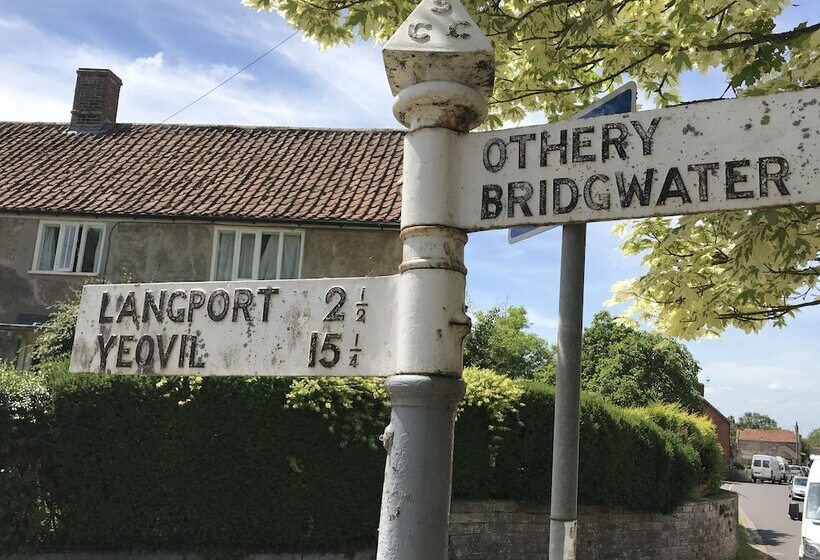 S
C C
OTHERY
BRIDGWATER
LANGPORT 2 1/2
YEOVIL 15 1/4